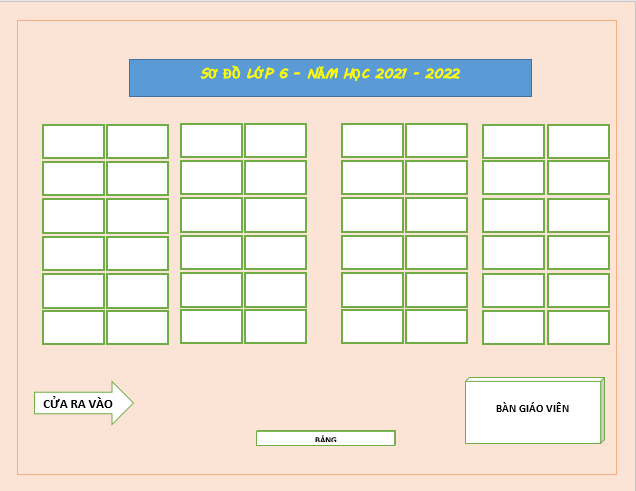 SƠ ĐỒ LỚP 6 - NĂM HỌC 2021 - 2022
CỬA RA VÀO
BÀN GIÁO VIÊN
BẢNG